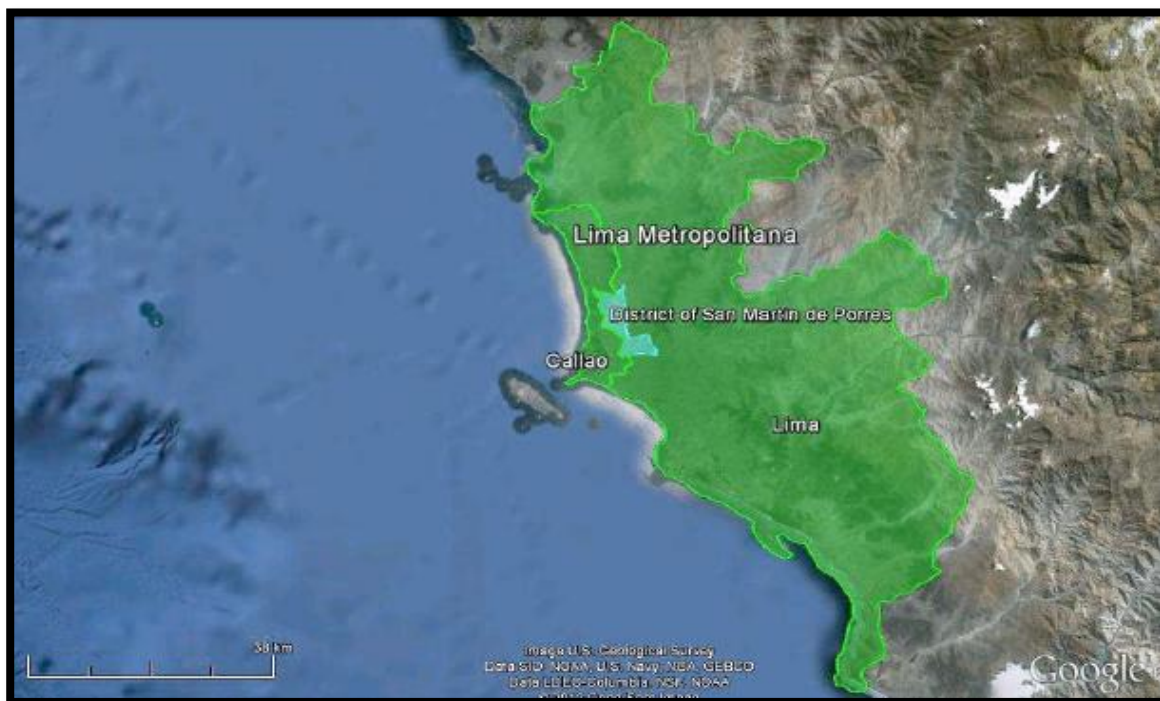 Lima Metropolitana
District of San Martin de Porres
Callao
Lima
38 km
Image U.S. Geological Survey
Data SIO, NOAA, U.S. Navy, NGA, GEBCO
Data LDEO-Columbia, NSF, NOAA
Google